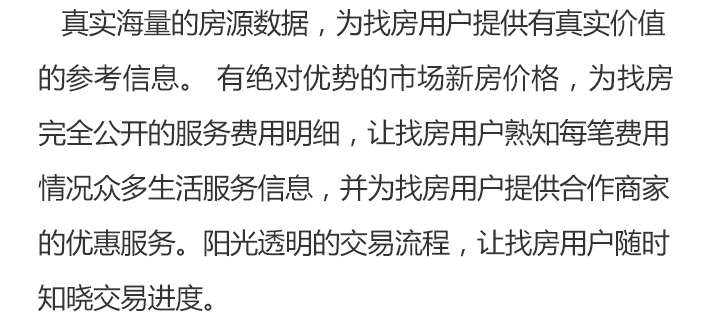 真实海量的房源数据，为找房用户提供有真实价值
的参考信息。 有绝对优势的市场新房价格，为找房
完全公开的服务费用明细，让找房用户熟知每笔费用
情况众多生活服务信息，并为找房用户提供合作商家
的优惠服务。阳光透明的交易流程，让找房用户随时
知晓交易进度。